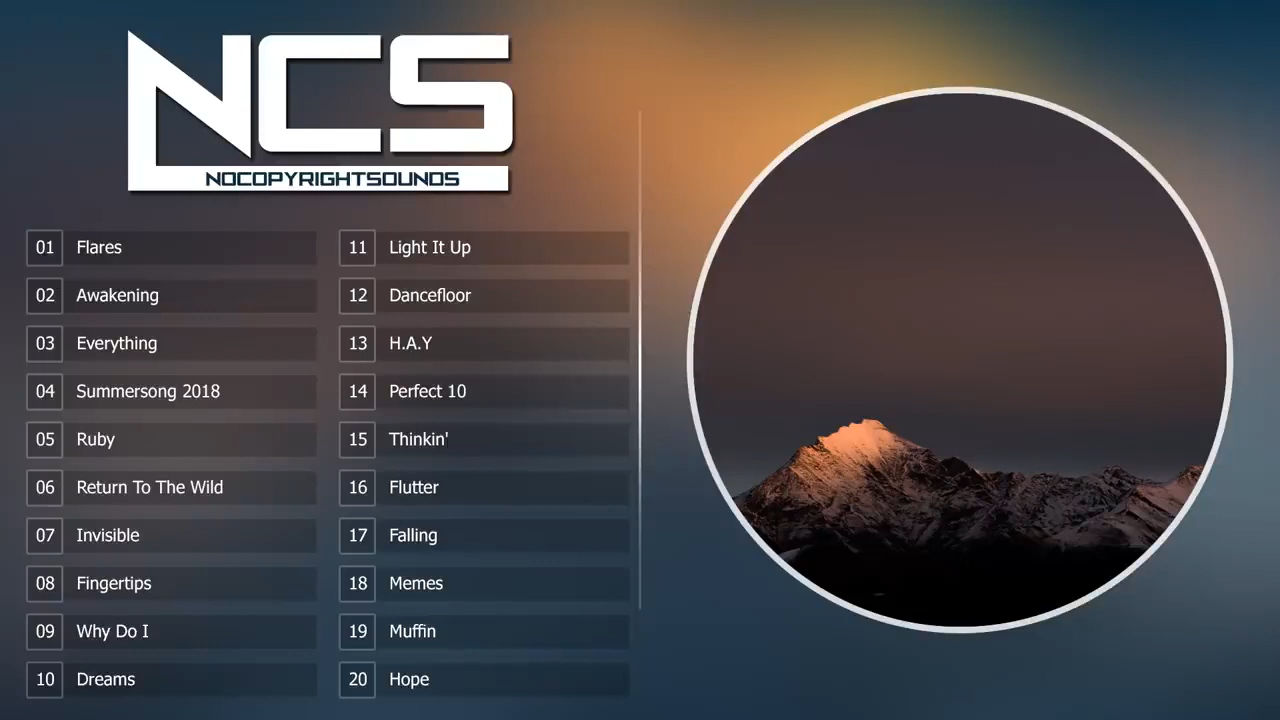 NCS
NOCOPYRIGHTSOUNDS
01 Flares
02 Awakening
03 Everything
04 Summersong 2018
05 Ruby
06 Return To The Wild
07 Invisible
08 Fingertips
09 Why Do I
10 Dreams
11 Light It Up
12 Dancefloor
13 H.A.Y
14 Perfect 10
15 Thinkin'
16 Flutter
17 Falling
18 Memes
19 Muffin
20 Hope